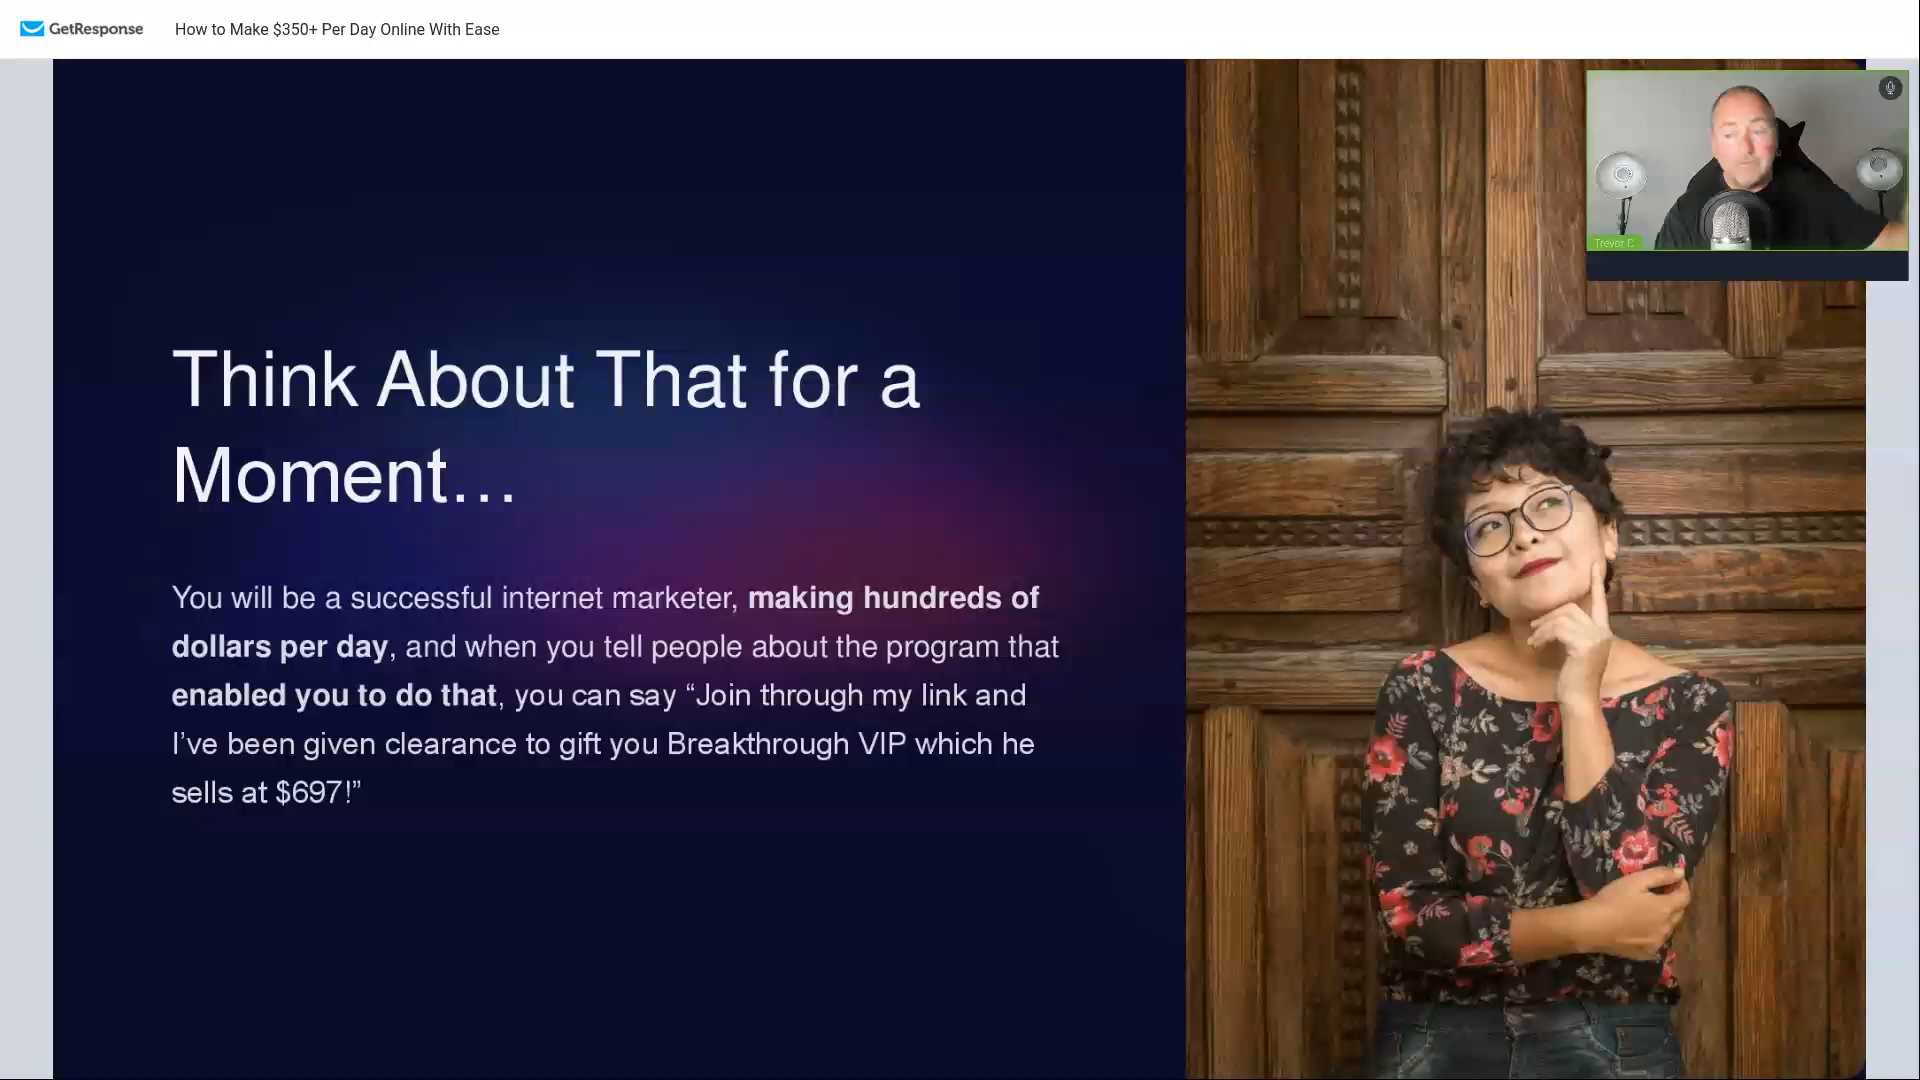 GetResponse
How to Make $350+ Per Day Online With Ease
Think About That for a
Moment…
You will be a successful internet marketer, making hundreds of
dollars per day, and when you tell people about the program that
enabled you to do that, you can say “Join through my link and
I’ve been given clearance to gift you Breakthrough VIP which he
sells at $697!”
Trevor C